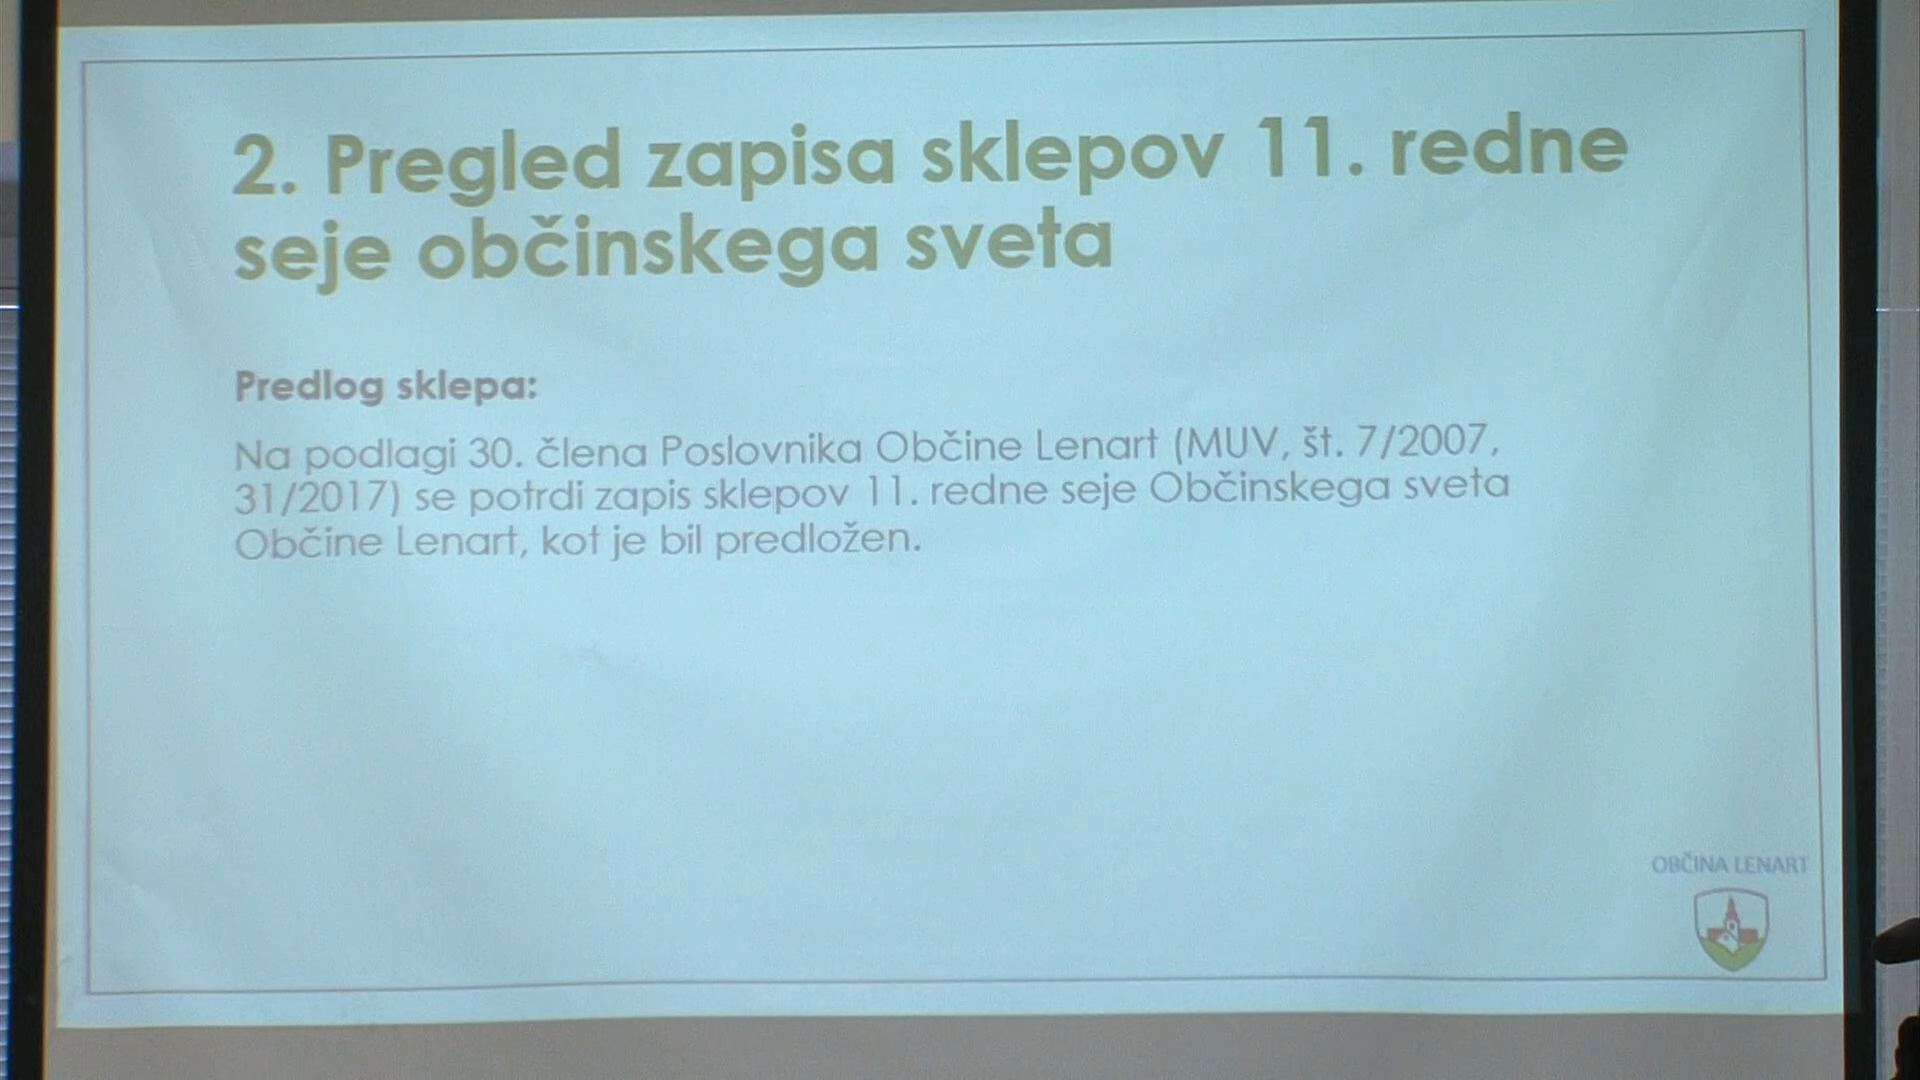 2. Pregled zapisa sklepov 11. redne
seje občinskega sveta
Predlog sklepa:
Na podlagi 30. člena Poslovnika Občine Lenart (MUV, št. 7/2007,
31/2017) se potrdi zapis sklepov 11. redne seje Občinskega sveta
Občine Lenart, kot je bil predložen.
OBČINA LENART